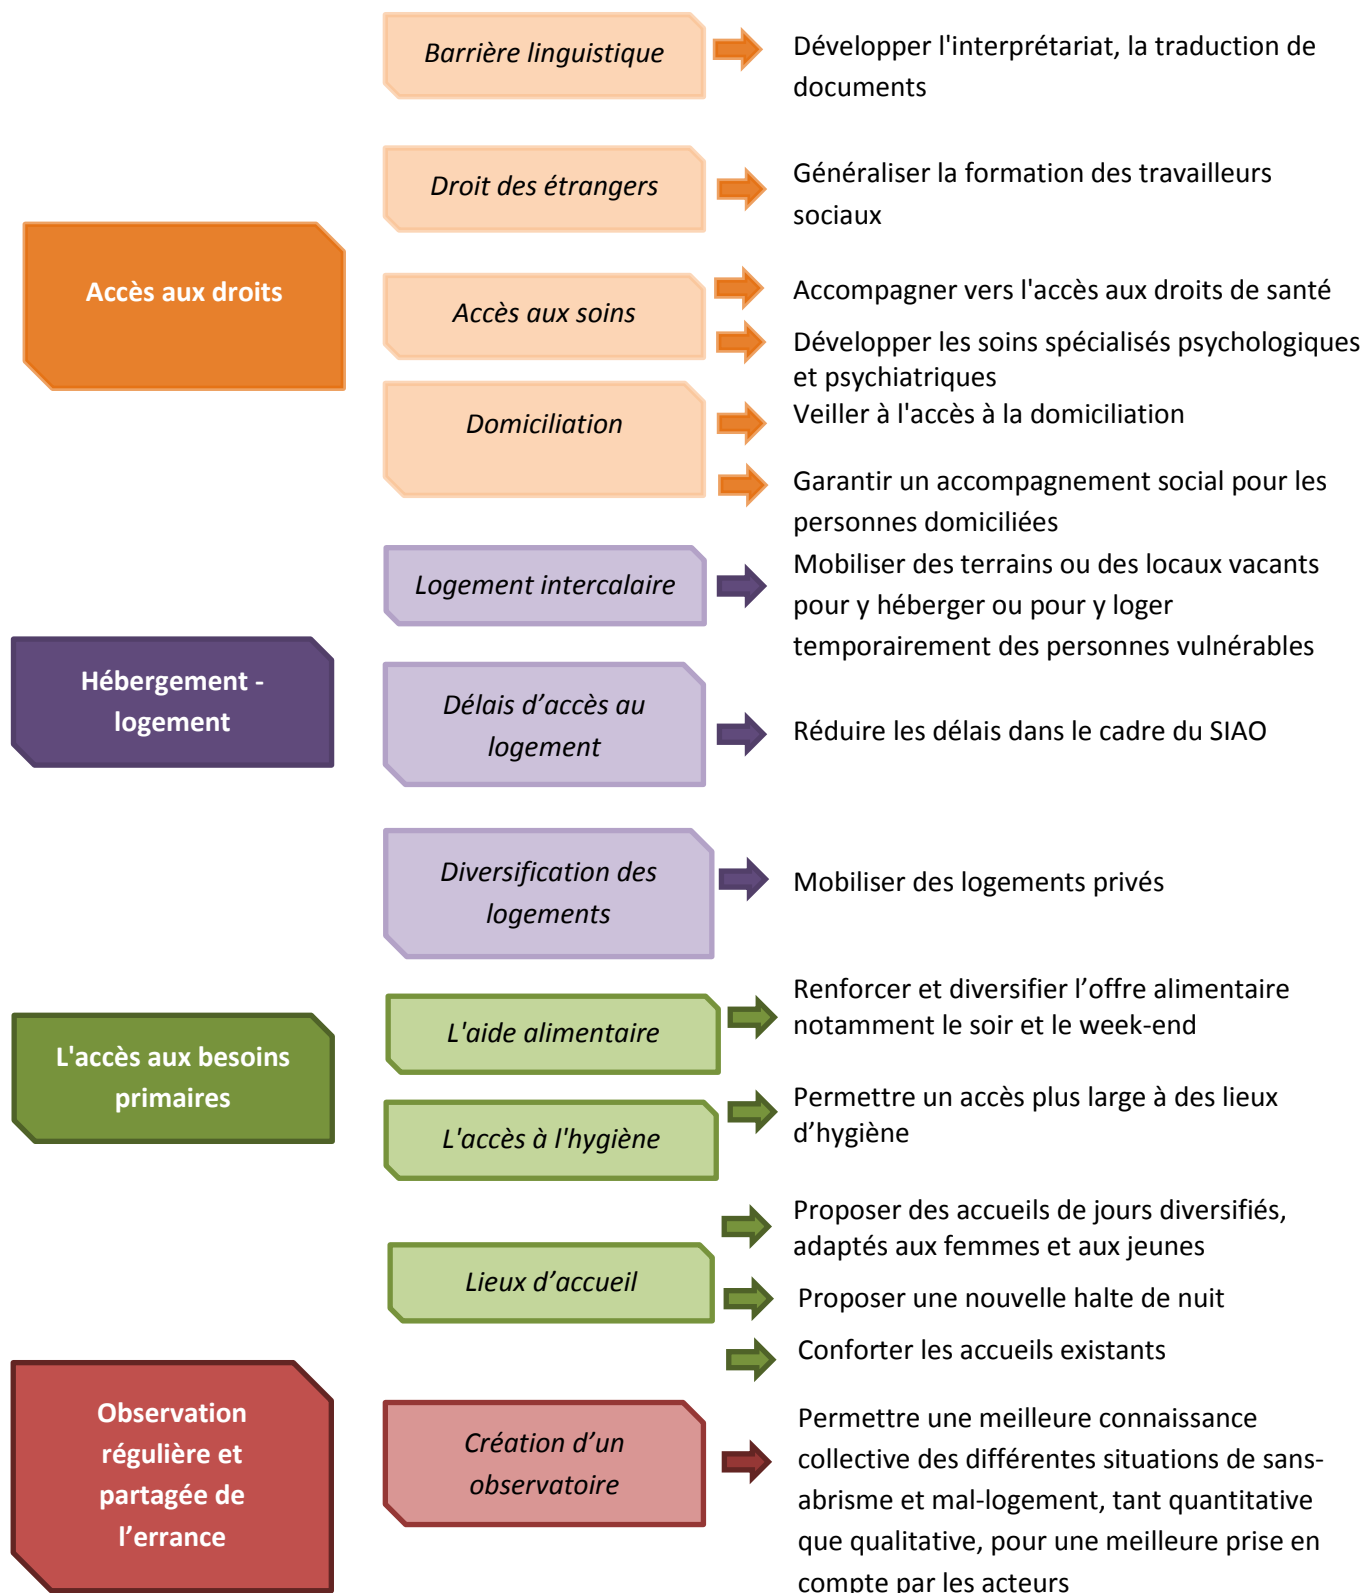 Barrière linguistique
Développer l'interprétariat, la traduction de
documents
Droit des étrangers
Généraliser la formation des travailleurs
sociaux
Accès aux droits
Accès aux soins
Accompagner vers l'accès aux droits de santé
Développer les soins spécialisés psychologiques
et psychiatriques
Domiciliation
Veiller à l'accès à la domiciliation
Garantir un accompagnement social pour les
personnes domiciliées
Hébergement -
logement
Logement intercalaire
Mobiliser des terrains ou des locaux vacants
pour y héberger ou pour y loger
temporairement des personnes vulnérables
Délais d’accès au
logement
Réduire les délais dans le cadre du SIAO
Diversification des
logements
Mobiliser des logements privés
L'accès aux besoins
primaires
L'aide alimentaire
Renforcer et diversifier l’offre alimentaire
notamment le soir et le week-end
L'accès à l'hygiène
Permettre un accès plus large à des lieux
d’hygiène
Lieux d’accueil
Proposer des accueils de jours diversifiés,
adaptés aux femmes et aux jeunes
Proposer une nouvelle halte de nuit
Conforter les accueils existants
Observation
régulière et
partagée de
l’errance
Création d’un
observatoire
Permettre une meilleure connaissance
collective des différentes situations de sans-
abrisme et mal-logement, tant quantitative
que qualitative, pour une meilleure prise en
compte par les acteurs